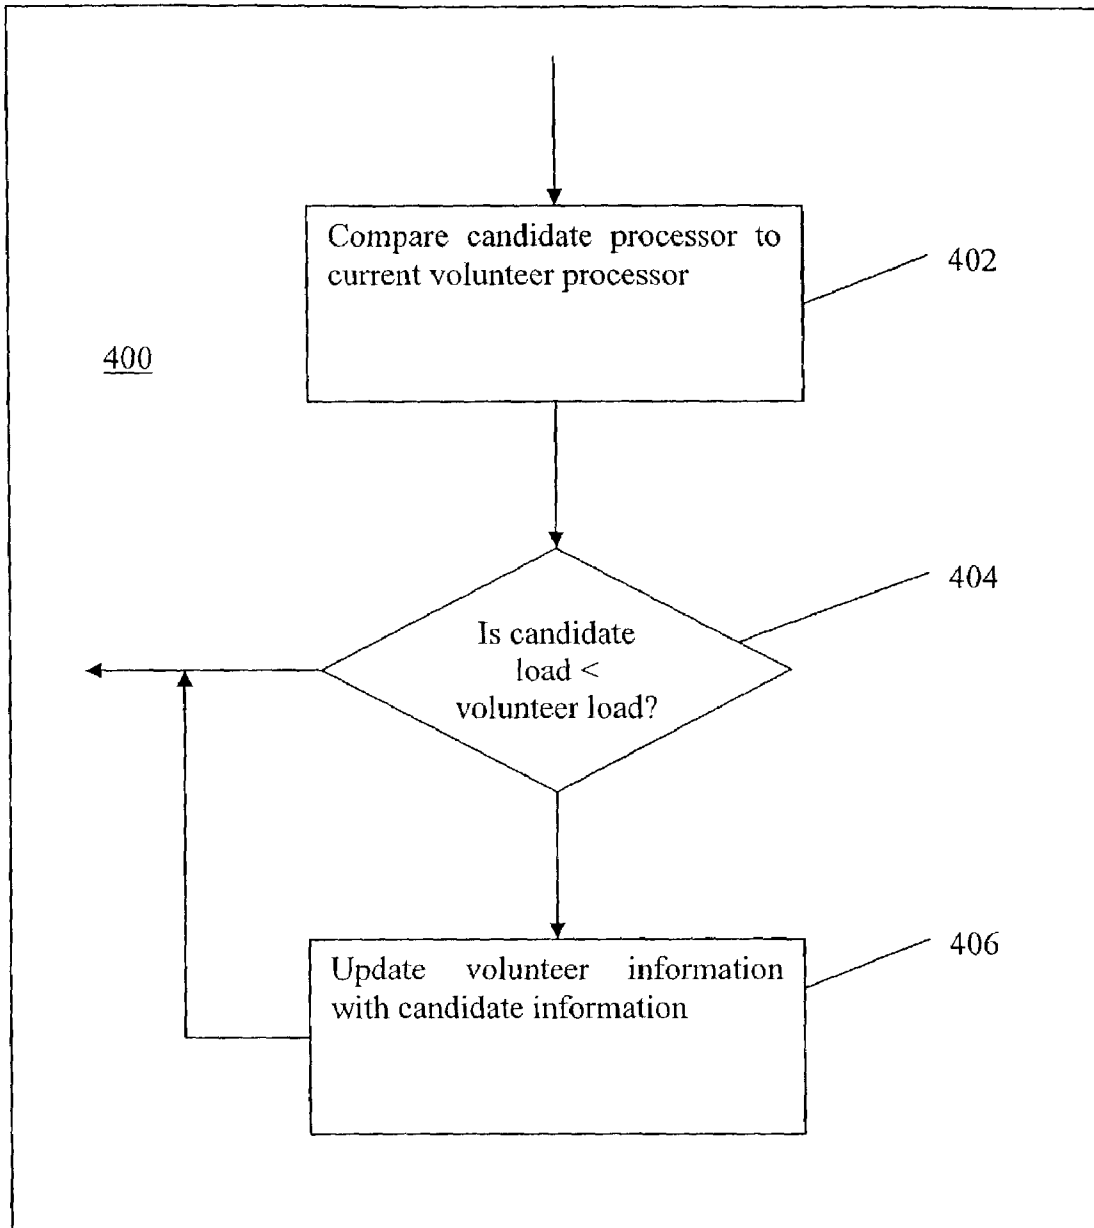 Compare candidate processor to
current volunteer processor
402
400
404
Is candidate
load <
volunteer load?
406
Update volunteer information
with candidate information